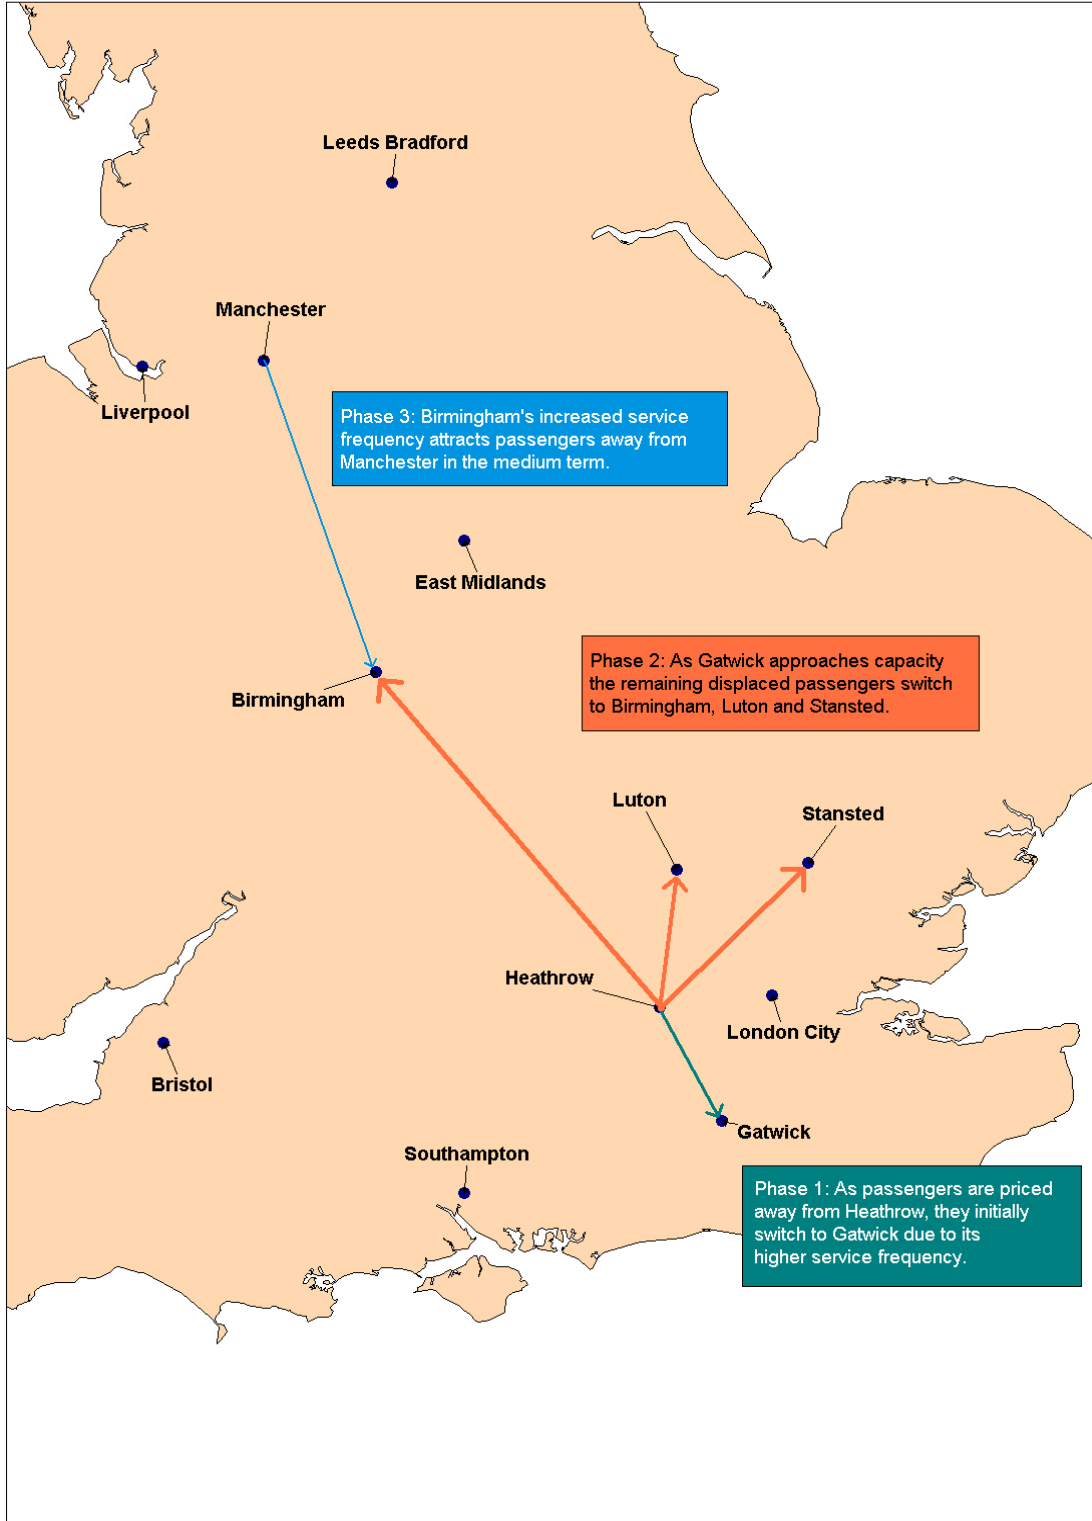 Leeds Bradford
Manchester
Liverpool
Phase 3: Birmingham's increased service
frequency attracts passengers away from
Manchester in the medium term.
East Midlands
Birmingham
Phase 2: As Gatwick approaches capacity
the remaining displaced passengers switch
to Birmingham, Luton and Stansted.
Luton
Stansted
Heathrow
London City
Bristol
Gatwick
Southampton
Phase 1: As passengers are priced
away from Heathrow, they initially
switch to Gatwick due to its
higher service frequency.